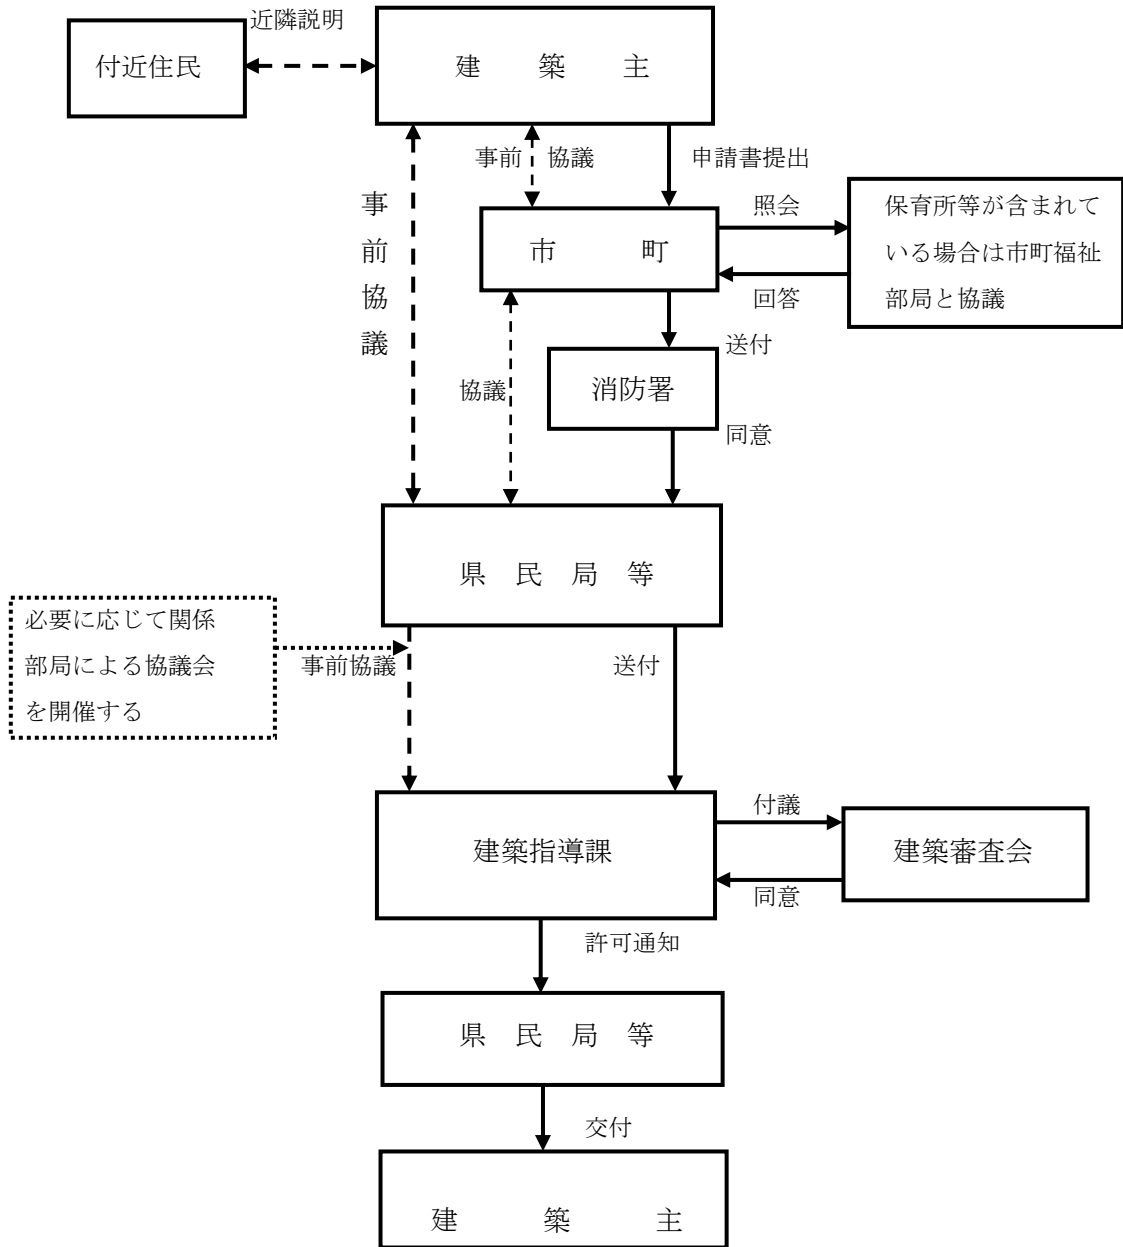 近隣説明
付近住民
建 築 主
事前 協議
申請書提出
事前協議
照会
保育所等が含まれて
いる場合は市町福祉
部局と協議
市 町
回答
送付
協議
消防署
同意
県 民 局 等
必要に応じて関係
部局による協議会
を開催する
事前協議
送付
付議
建築指導課
建築審査会
同意
許可通知
県 民 局 等
交付
建 築 主